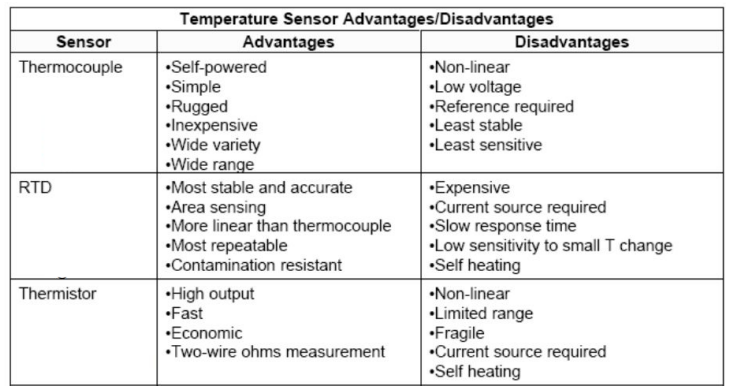 Temperature Sensor Advantages/Disadvantages
Sensor Advantages Disadvantages
Thermocouple
•Self-powered
•Simple
•Rugged
•Inexpensive
•Wide variety
•Wide range
•Non-linear
•Low voltage
•Reference required
•Least stable
•Least sensitive
RTD
•Most stable and accurate
•Area sensing
•More linear than thermocouple
•Most repeatable
•Contamination resistant
•Expensive
•Current source required
•Slow response time
•Low sensitivity to small T change
•Self heating
Thermistor
•High output
•Fast
•Economic
•Two-wire ohms measurement
•Non-linear
•Limited range
•Fragile
•Current source required
•Self heating